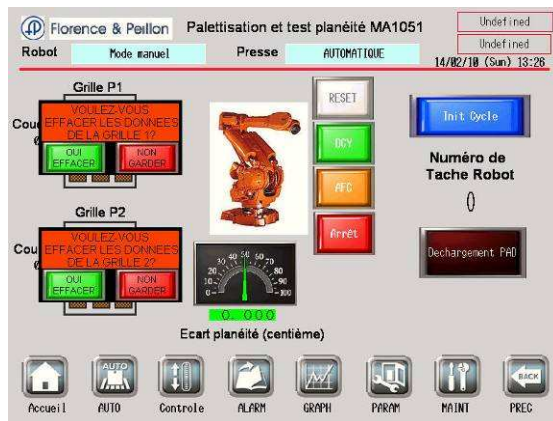 Florence & Peillon
Palettisation et test planéité MA1051
Undefined
Undefined
Robot
Mode manuel
Presse
AUTOMATIQUE
14/02/10 (Sun) 13:26
Grille P1
VOULEZ-VOUS
EFFACER LES DONNEES
DE LA GRILLE 1?
OUI
EFFACER
NON
GARDER
Cou
RESET
DCY
AFC
Arrêt
Init Cycle
Numéro de
Tache Robot
0
Grille P2
VOULEZ-VOUS
EFFACER LES DONNEES
DE LA GRILLE 2?
OUI
EFFACER
NON
GARDER
Cou
0 10 20 30 40 50 60 70 80 90 100
0.000
Ecart planéité (centième)
Dechargement PAD
Accueil
AUTO
AUTO
Controle
ALARM
GRAPH
PARAM
MAINT
BACK
PREC